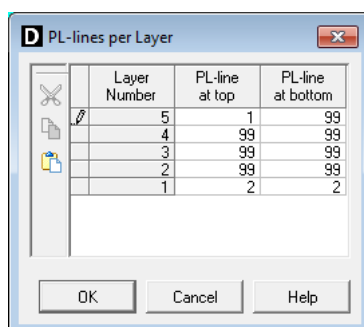 D PL-lines per Layer
Layer Number PL-line at top PL-line at bottom
5 1 99
4 99 99
3 99 99
2 99 99
1 2 2
OK Cancel Help